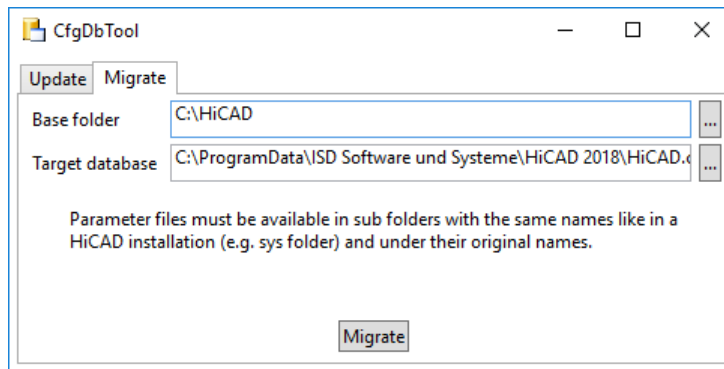 CfgDbTool
Update Migrate
Base folder C:\HiCAD ...
Target database C:\ProgramData\ISD Software und Systeme\HiCAD 2018\HiCAD. ...
Parameter files must be available in sub folders with the same names like in a
HiCAD installation (e.g. sys folder) and under their original names.
Migrate